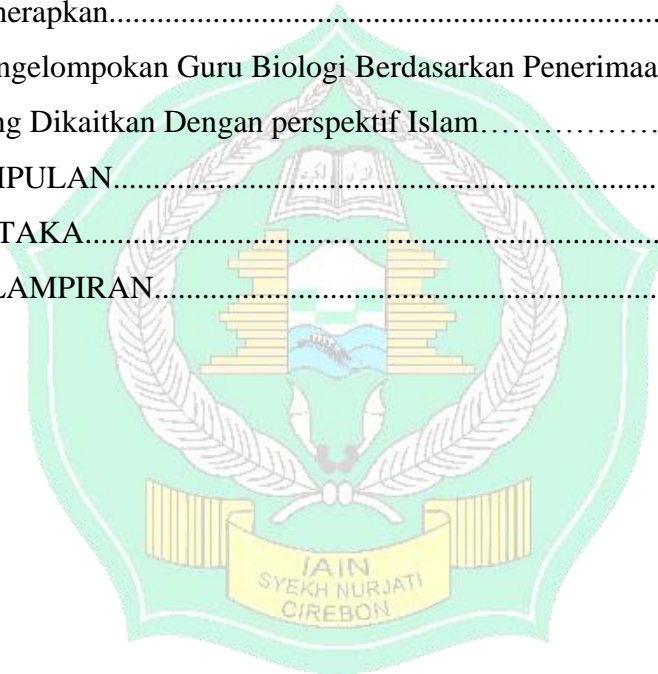 nerapkan
ngelompokan Guru Biologi Berdasarkan Penerimaa
ng Dikaitkan Dengan perspektif Islam
IPULAN
TAKA
LAMPIRAN
IAIN
SYEKH NURJATI
CIREBON